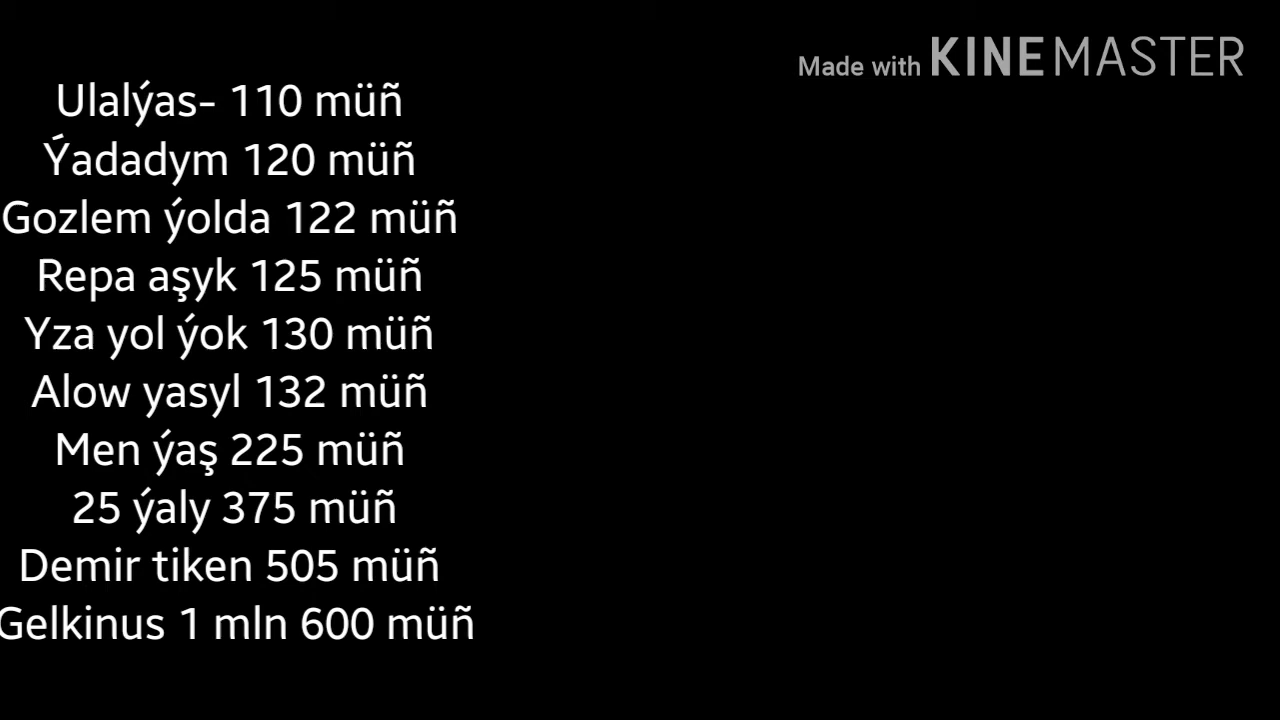 Made with KINEMASTER
Ulalýas- 110 müñ
Ýadadym 120 müñ
Gozlem ýolda 122 müñ
Repa aşyk 125 müñ
Yza yol ýok 130 müñ
Alow yasyl 132 müñ
Men ýaş 225 müñ
25 ýaly 375 müñ
Demir tiken 505 müñ
Gelkinus 1 mln 600 müñ